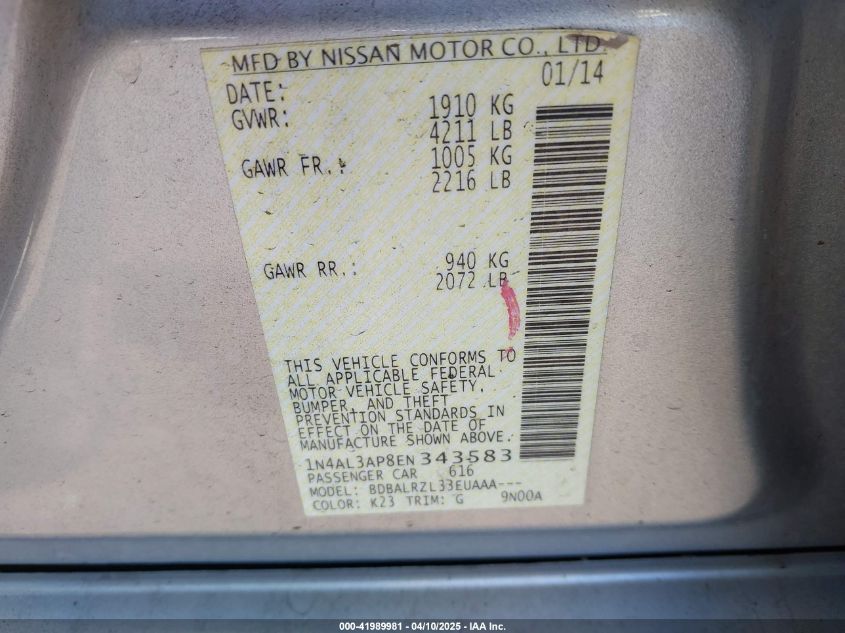 MFD BY NISSAN MOTOR CO., LTD.
DATE: 01/14
GVWR: 1910 KG
4211 LB
GAWR FR.: 1005 KG
2216 LB
GAWR RR.: 940 KG
2072 LB
THIS VEHICLE CONFORMS TO
ALL APPLICABLE FEDERAL
MOTOR VEHICLE SAFETY,
BUMPER, AND THEFT
PREVENTION STANDARDS IN
EFFECT ON THE DATE OF
MANUFACTURE SHOWN ABOVE.
1N4AL3AP8EN 343583
PASSENGER CAR 616
MODEL: BDBALRZL33EUAAA---
COLOR: K23 TRIM: G 9N00A
000-41989981 - 04/10/2025 - IAA Inc.